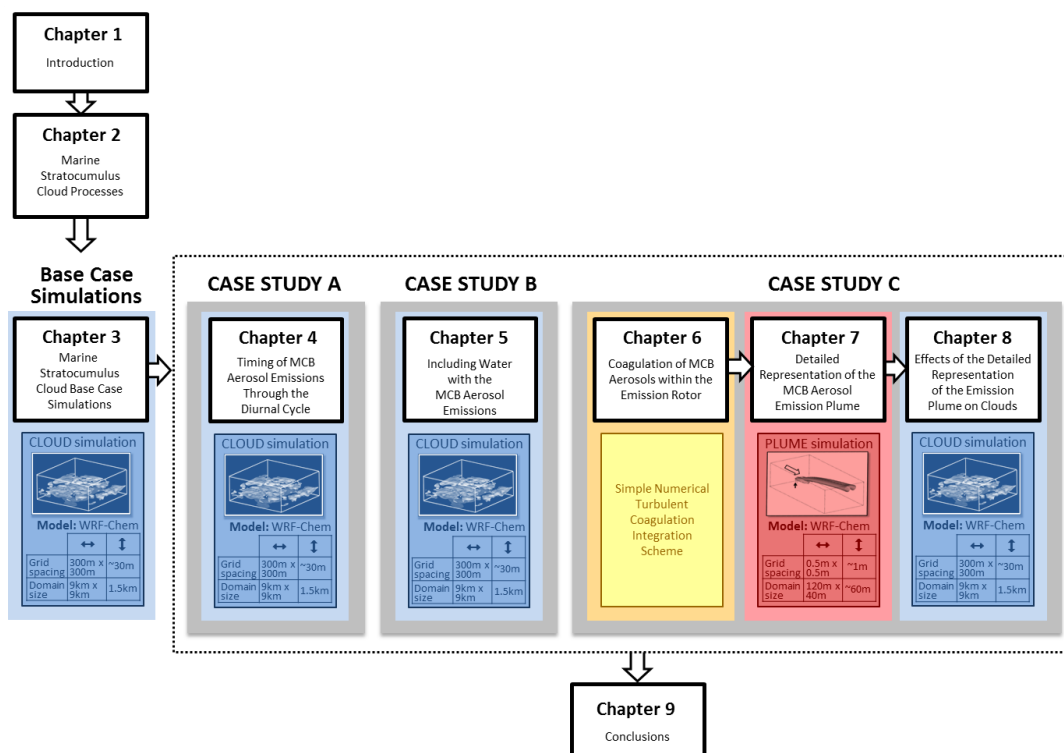 Chapter 1
Introduction
Chapter 2
Marine
Stratocumulus
Cloud Processes
Base Case
Simulations
Chapter 3
Marine
Stratocumulus
Cloud Base Case
Simulations
CLOUD simulation
Model: WRF-Chem
↔ ↕
Grid spacing 300m x 300m ~30m
Domain size 9km x 9km 1.5km
CASE STUDY A
Chapter 4
Timing of MCB
Aerosol Emissions
Through the
Diurnal Cycle
CLOUD simulation
Model: WRF-Chem
↔ ↕
Grid spacing 300m x 300m ~30m
Domain size 9km x 9km 1.5km
CASE STUDY B
Chapter 5
Including Water
with the
MCB Aerosol
Emissions
CLOUD simulation
Model: WRF-Chem
↔ ↕
Grid spacing 300m x 300m ~30m
Domain size 9km x 9km 1.5km
CASE STUDY C
Chapter 6
Coagulation of MCB
Aerosols within the
Emission Rotor
Simple Numerical
Turbulent
Coagulation
Integration
Scheme
Chapter 7
Detailed
Representation of the
MCB Aerosol
Emission Plume
PLUME simulation
Model: WRF-Chem
↔ ↕
Grid spacing 0.5m x 0.5m ~1m
Domain size 120m x 40m ~60m
Chapter 8
Effects of the Detailed
Representation
of the Emission
Plume on Clouds
CLOUD simulation
Model: WRF-Chem
↔ ↕
Grid spacing 300m x 300m ~30m
Domain size 9km x 9km 1.5km
Chapter 9
Conclusions